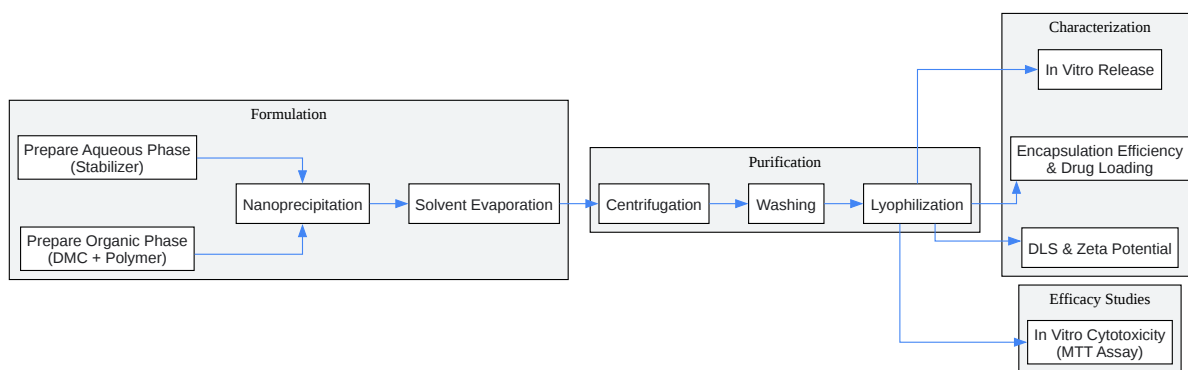 Formulation
Prepare Aqueous Phase
(Stabilizer)
Prepare Organic Phase
(DMC + Polymer)
Nanoprecipitation
Solvent Evaporation
Purification
Centrifugation
Washing
Lyophilization
Characterization
In Vitro Release
Encapsulation Efficiency
& Drug Loading
DLS & Zeta Potential
Efficacy Studies
In Vitro Cytotoxicity
(MTT Assay)